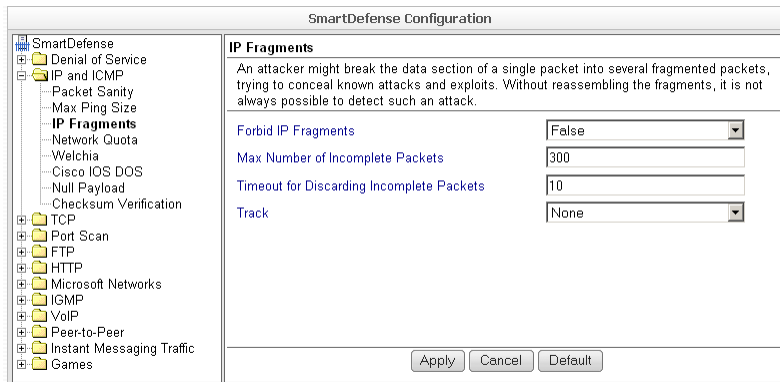 SmartDefense Configuration
SmartDefense
Denial of Service
IP and ICMP
Packet Sanity
Max Ping Size
IP Fragments
Network Quota
Welchia
Cisco IOS DOS
Null Payload
Checksum Verification
TCP
Port Scan
FTP
HTTP
Microsoft Networks
IGMP
VoIP
Peer-to-Peer
Instant Messaging Traffic
Games
IP Fragments
An attacker might break the data section of a single packet into several fragmented packets,
trying to conceal known attacks and exploits. Without reassembling the fragments, it is not
always possible to detect such an attack.
Forbid IP Fragments False
Max Number of Incomplete Packets 300
Timeout for Discarding Incomplete Packets 10
Track None
Apply Cancel Default